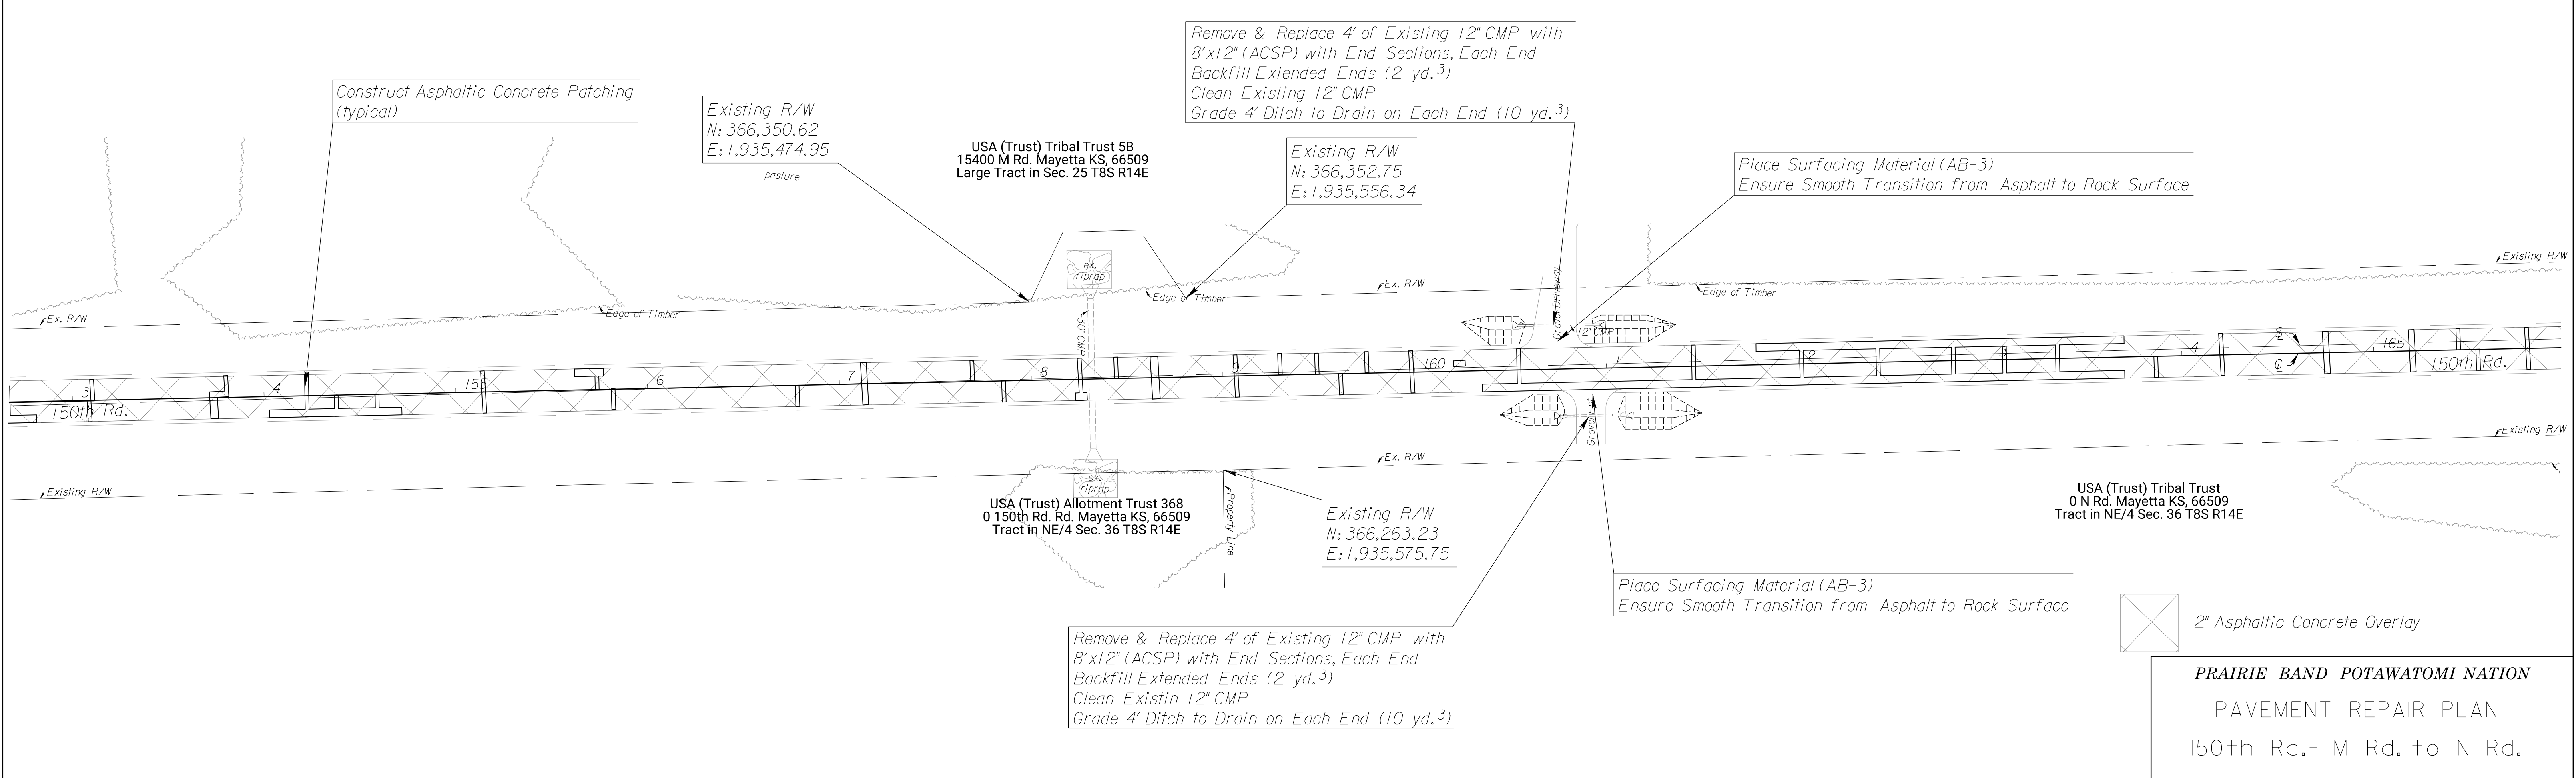 Remove & Replace 4' of Existing 12" CMP with
8'x12" (ACSP) with End Sections, Each End
Backfill Extended Ends (2 yd.³)
Clean Existing 12" CMP
Grade 4' Ditch to Drain on Each End (10 yd.³)
Construct Asphaltic Concrete Patching
(typical)
Existing R/W
N: 366,350.62
E: 1,935,474.95
pasture
USA (Trust) Tribal Trust 5B
15400 M Rd. Mayetta KS, 66509
Large Tract in Sec. 25 T8S R14E
Existing R/W
N: 366,352.75
E: 1,935,556.34
Place Surfacing Material (AB-3)
Ensure Smooth Transition from Asphalt to Rock Surface
ex.
riprap
Ex. R/W
Edge of Timber
Edge of Timber
Ex. R/W
Gravel Driveway
Edge of Timber
Existing R/W
30" CMP
12" CMP
3
4
155
6
7
8
9
160
1
2
3
4
165
150th Rd.
150th Rd.
℄
℄
Gravel Ent
Existing R/W
Ex. R/W
Existing R/W
ex.
riprap
USA (Trust) Allotment Trust 368
0 150th Rd. Rd. Mayetta KS, 66509
Tract in NE/4 Sec. 36 T8S R14E
Property Line
Existing R/W
N: 366,263.23
E: 1,935,575.75
USA (Trust) Tribal Trust
0 N Rd. Mayetta KS, 66509
Tract in NE/4 Sec. 36 T8S R14E
Place Surfacing Material (AB-3)
Ensure Smooth Transition from Asphalt to Rock Surface
Remove & Replace 4' of Existing 12" CMP with
8'x12" (ACSP) with End Sections, Each End
Backfill Extended Ends (2 yd.³)
Clean Existin 12" CMP
Grade 4' Ditch to Drain on Each End (10 yd.³)
2" Asphaltic Concrete Overlay
PRAIRIE BAND POTAWATOMI NATION
PAVEMENT REPAIR PLAN
150th Rd.- M Rd. to N Rd.